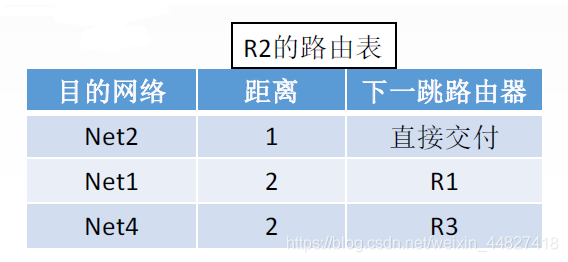 R2的路由表
目的网络 距离 下一跳路由器
Net2 1 直接交付
Net1 2 R1
Net4 2 R3
https://blog.csdn.net/weixin_44827418